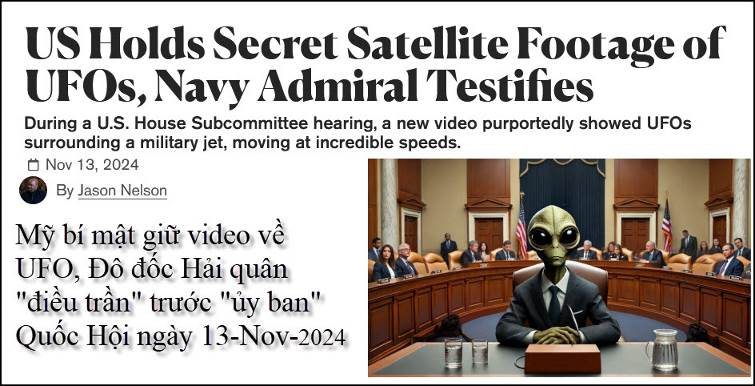 US Holds Secret Satellite Footage of
UFOs, Navy Admiral Testifies
During a U.S. House Subcommittee hearing, a new video purportedly showed UFOs
surrounding a military jet, moving at incredible speeds.
Nov 13, 2024
By Jason Nelson
Mỹ bí mật giữ video về
UFO, Đô đốc Hải quân
"điều trần" trước "ủy ban"
Quốc Hội ngày 13-Nov-2024